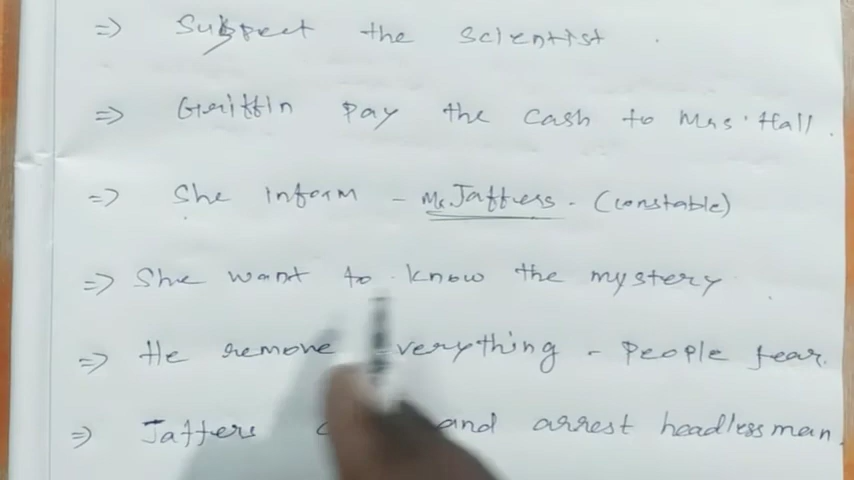 => Suspect the scientist.
=> Griffin pay the cash to Mrs. Hall.
=> She inform - Mr. Jaffers. (constable)
=> She want to know the mystery.
=> He remove everything - People fear.
=> Jaffers and arrest headless man.